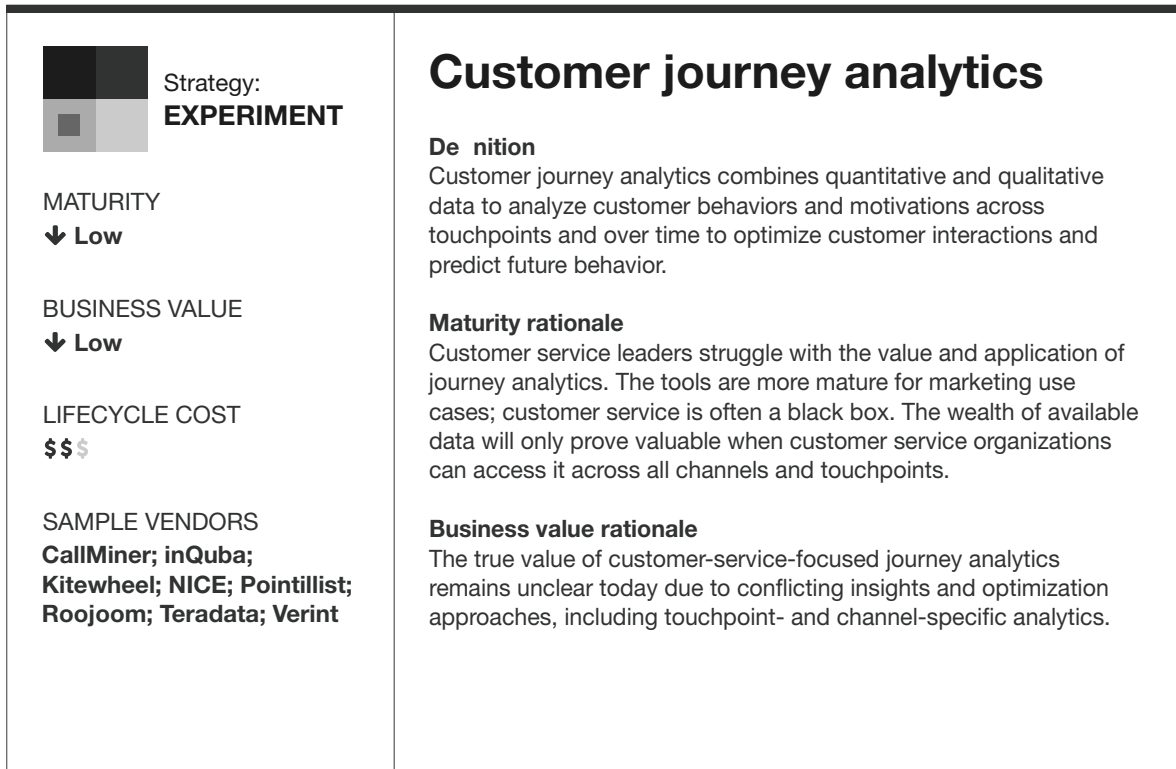 Strategy:
EXPERIMENT
MATURITY
Low
BUSINESS VALUE
Low
LIFECYCLE COST
$$$
SAMPLE VENDORS
CallMiner; inQuba;
Kitewheel; NICE; Pointillist;
Roojoom; Teradata; Verint
Customer journey analytics
De nition
Customer journey analytics combines quantitative and qualitative
data to analyze customer behaviors and motivations across
touchpoints and over time to optimize customer interactions and
predict future behavior.
Maturity rationale
Customer service leaders struggle with the value and application of
journey analytics. The tools are more mature for marketing use
cases; customer service is often a black box. The wealth of available
data will only prove valuable when customer service organizations
can access it across all channels and touchpoints.
Business value rationale
The true value of customer-service-focused journey analytics
remains unclear today due to conflicting insights and optimization
approaches, including touchpoint- and channel-specific analytics.